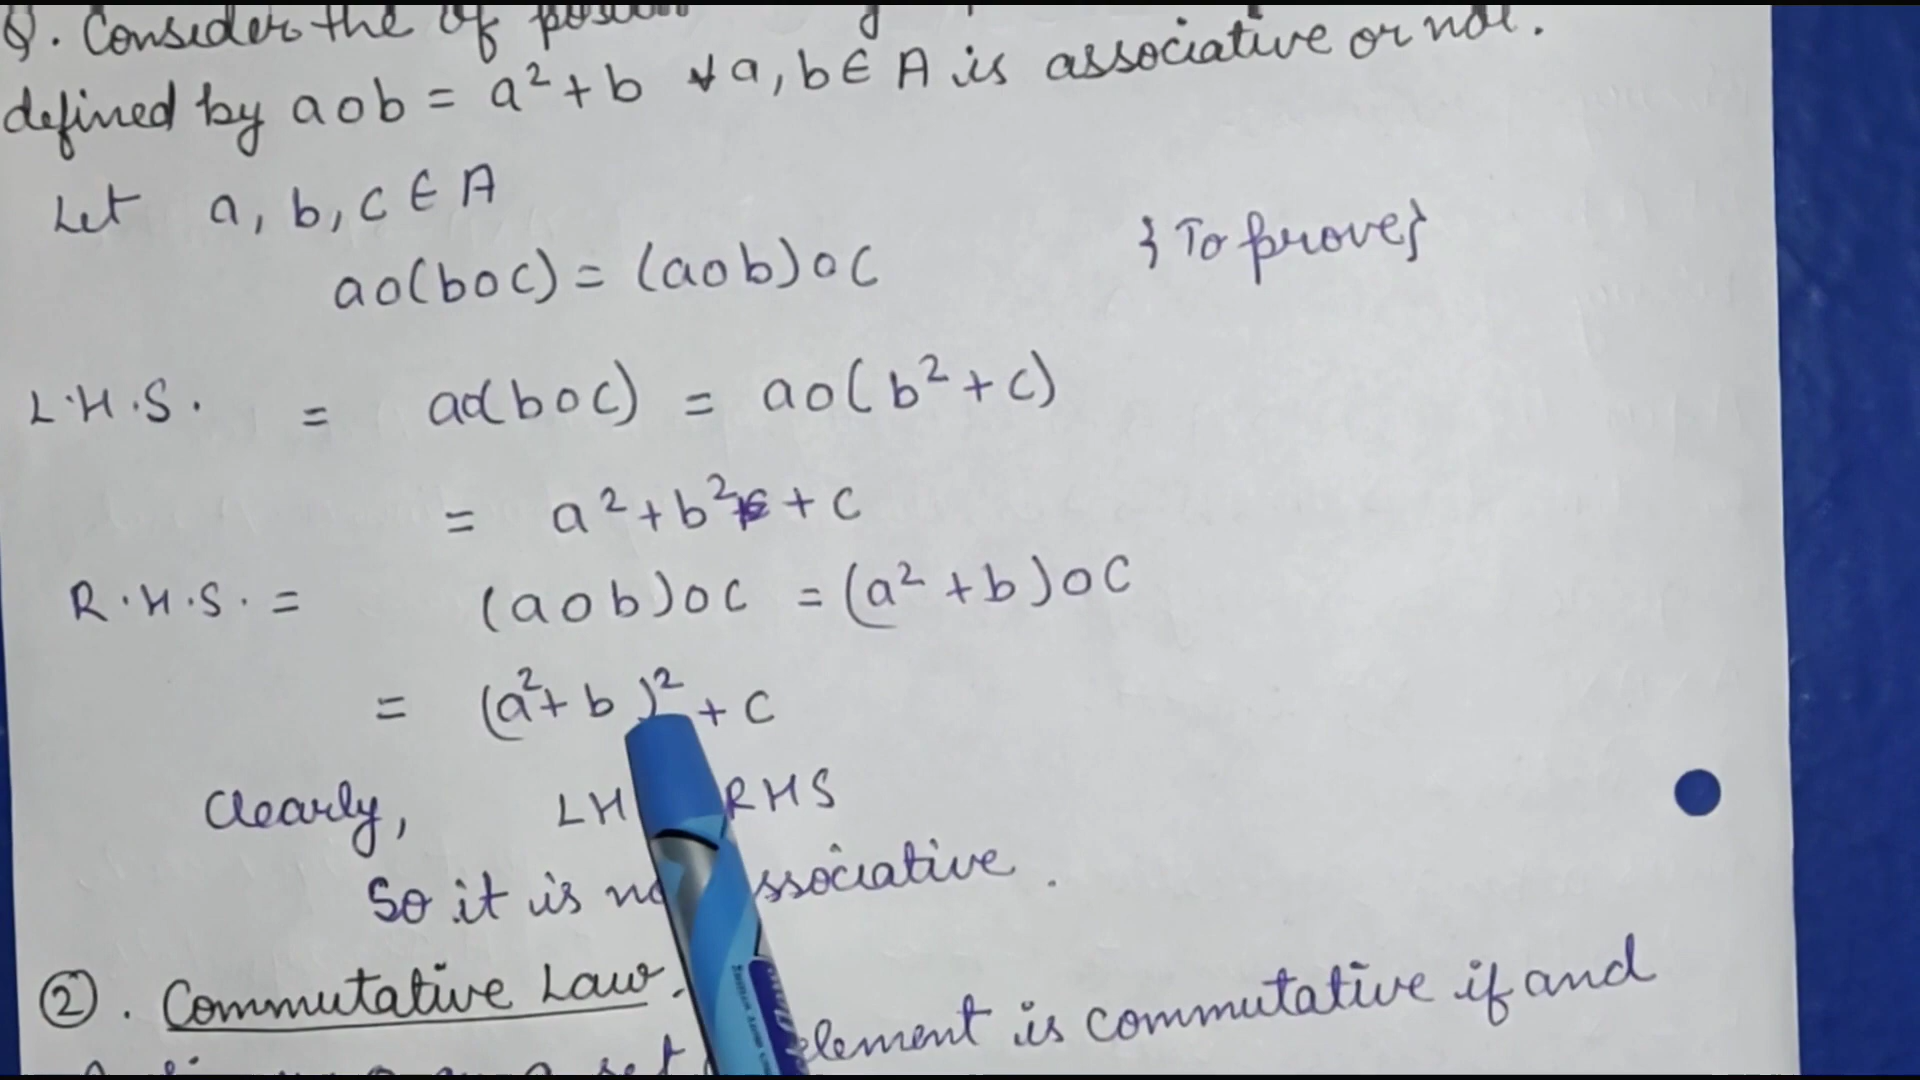 Q. Consider the of
defined by aob = a² + b ∀ a, b ∈ A is associative or not.
Let a, b, c ∈ A
ao(boc) = (aob)oc {To prove}
L.H.S. = ao(boc) = ao(b² + c)
= a² + b² + c
R.H.S. = (aob)oc = (a² + b)oc
= (a² + b)² + c
Clearly, LH RHS
So it is ssociative.
②. Commutative Law.
element is commutative if and
set